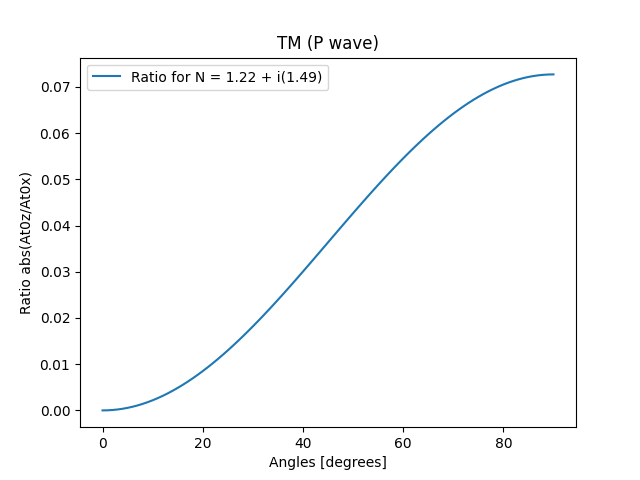 TM (P wave)
Ratio for N = 1.22 + i(1.49)
0.07
0.06
0.05
0.04
0.03
0.02
0.01
0.00
Ratio abs(At0z/At0x)
0 20 40 60 80
Angles [degrees]